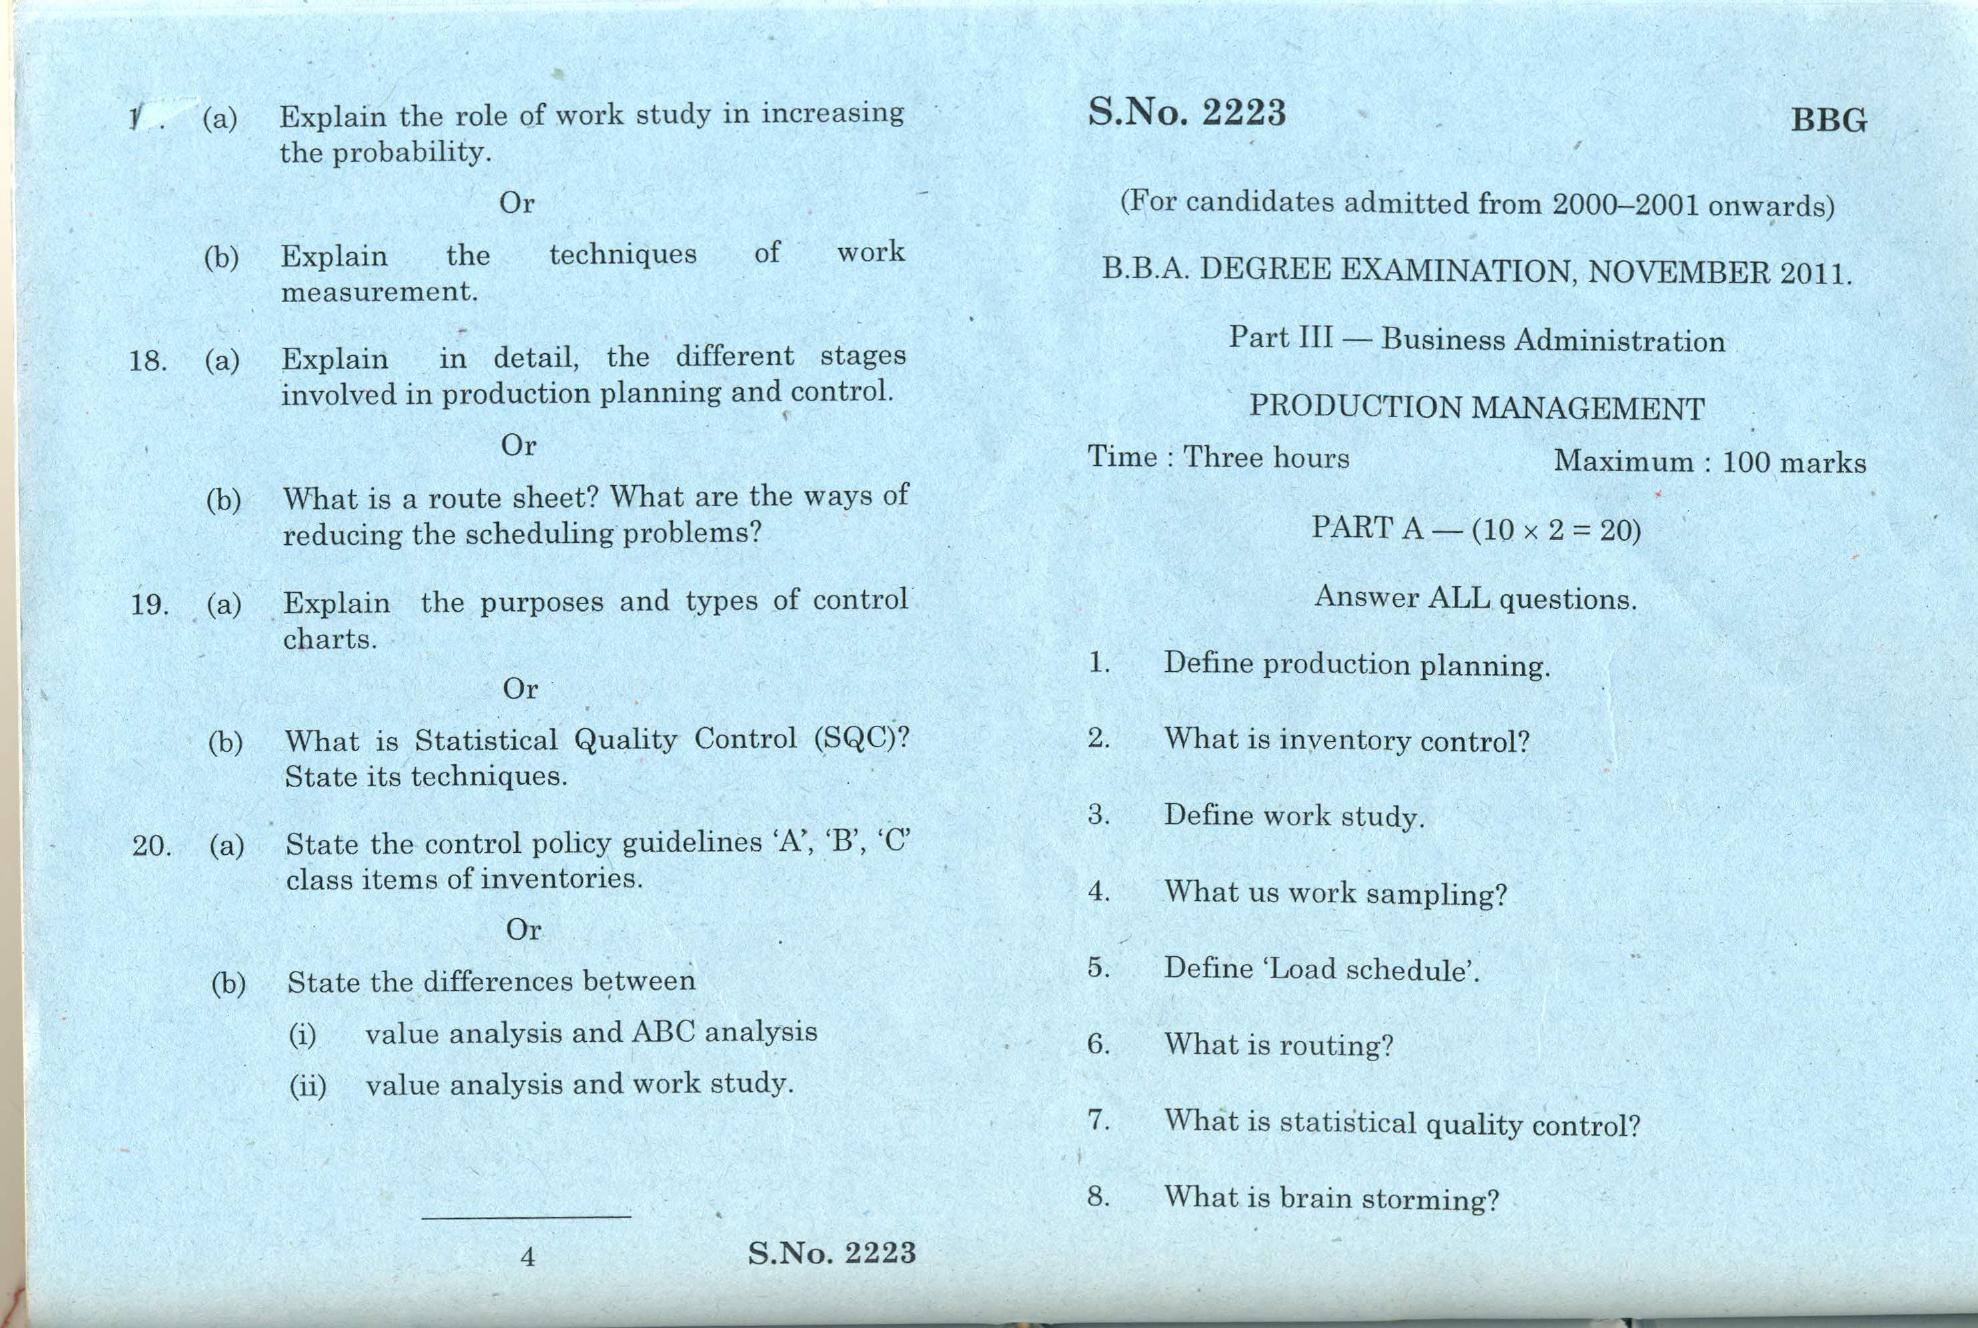 1 . (a) Explain the role of work study in increasing
the probability.
Or
(b) Explain the techniques of work
measurement.
18. (a) Explain in detail, the different stages
involved in production planning and control.
Or
(b) What is a route sheet? What are the ways of
reducing the scheduling problems?
19. (a) Explain the purposes and types of control
charts.
Or
(b) What is Statistical Quality Control (SQC)?
State its techniques.
20. (a) State the control policy guidelines ‘A’, ‘B’, ‘C’
class items of inventories.
Or
(b) State the differences between
(i) value analysis and ABC analysis
(ii) value analysis and work study.
4 S.No. 2223
S.No. 2223 BBG
(For candidates admitted from 2000–2001 onwards)
B.B.A. DEGREE EXAMINATION, NOVEMBER 2011.
Part III — Business Administration
PRODUCTION MANAGEMENT
Time : Three hours Maximum : 100 marks
PART A — (10 × 2 = 20)
Answer ALL questions.
1. Define production planning.
2. What is inventory control?
3. Define work study.
4. What us work sampling?
5. Define ‘Load schedule’.
6. What is routing?
7. What is statistical quality control?
8. What is brain storming?